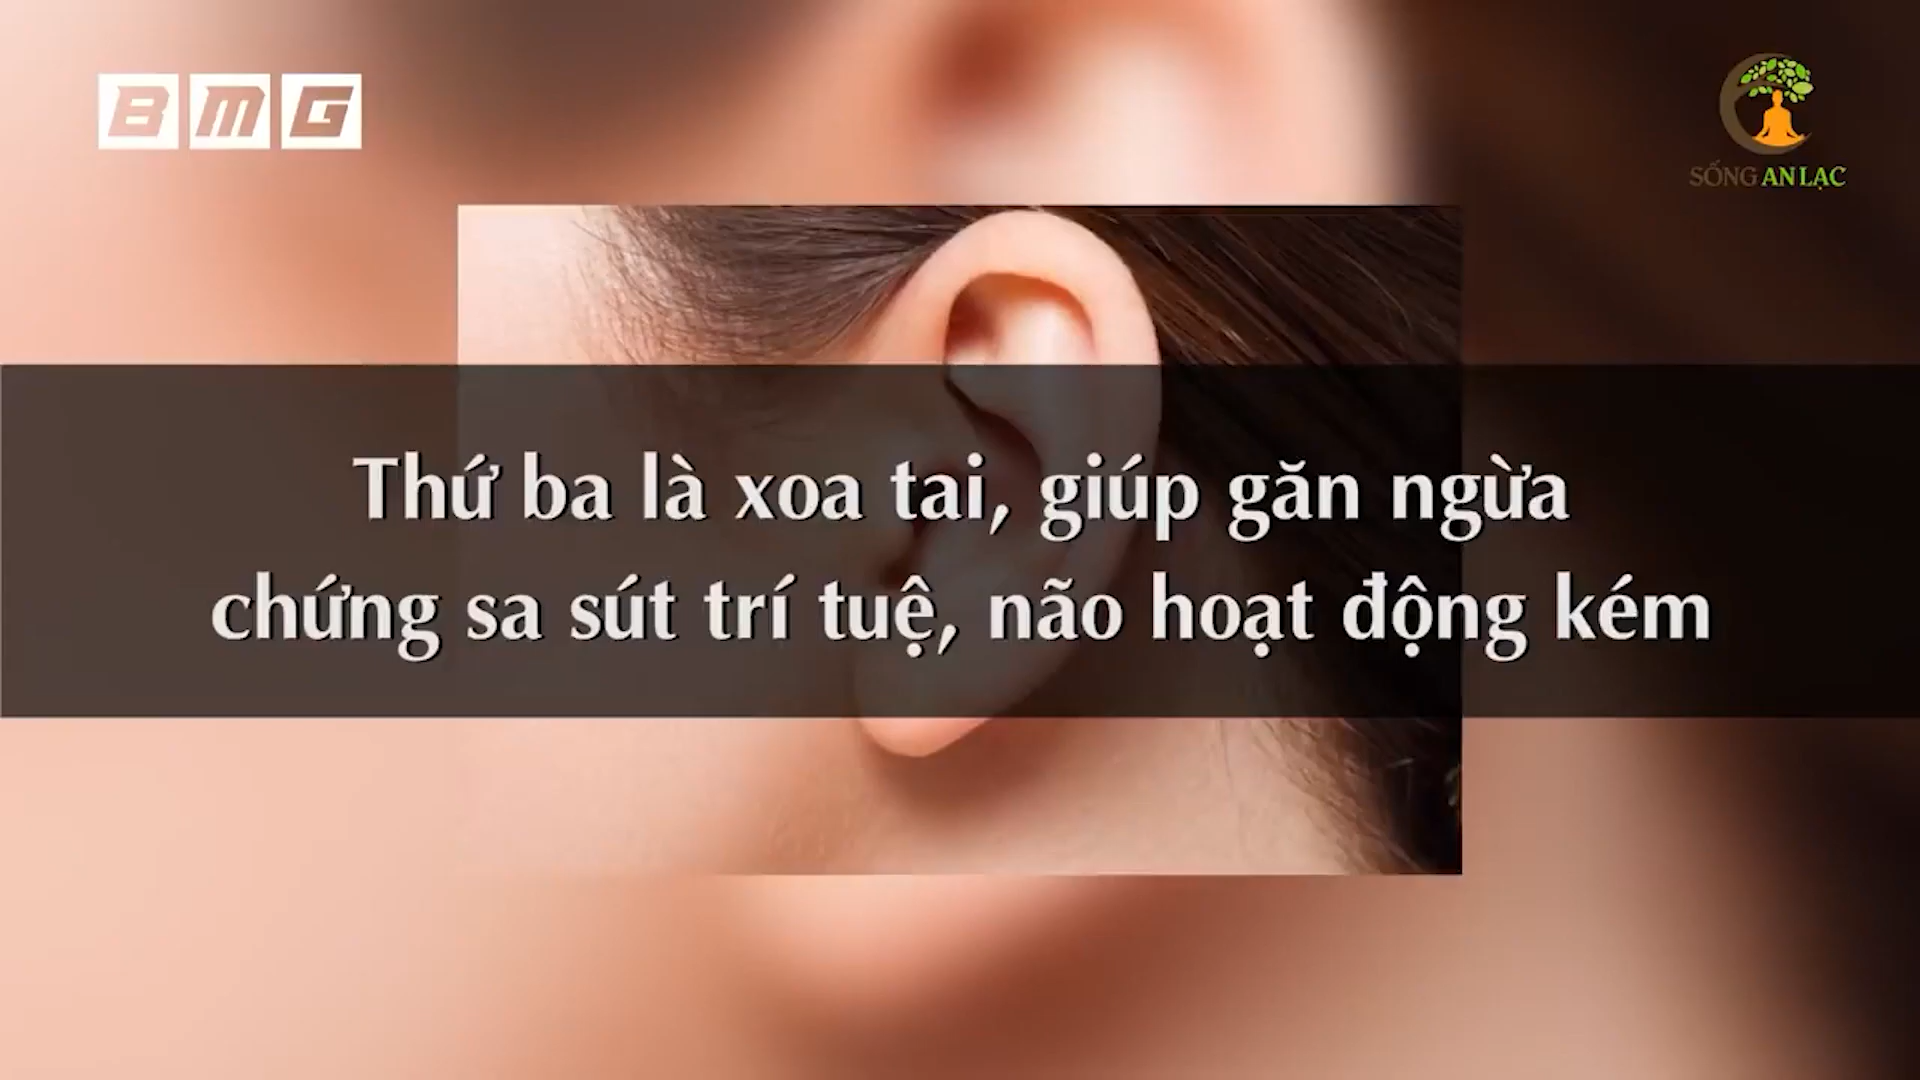 BMG
SỐNG AN LẠC
Thứ ba là xoa tai, giúp găn ngừa
chứng sa sút trí tuệ, não hoạt động kém